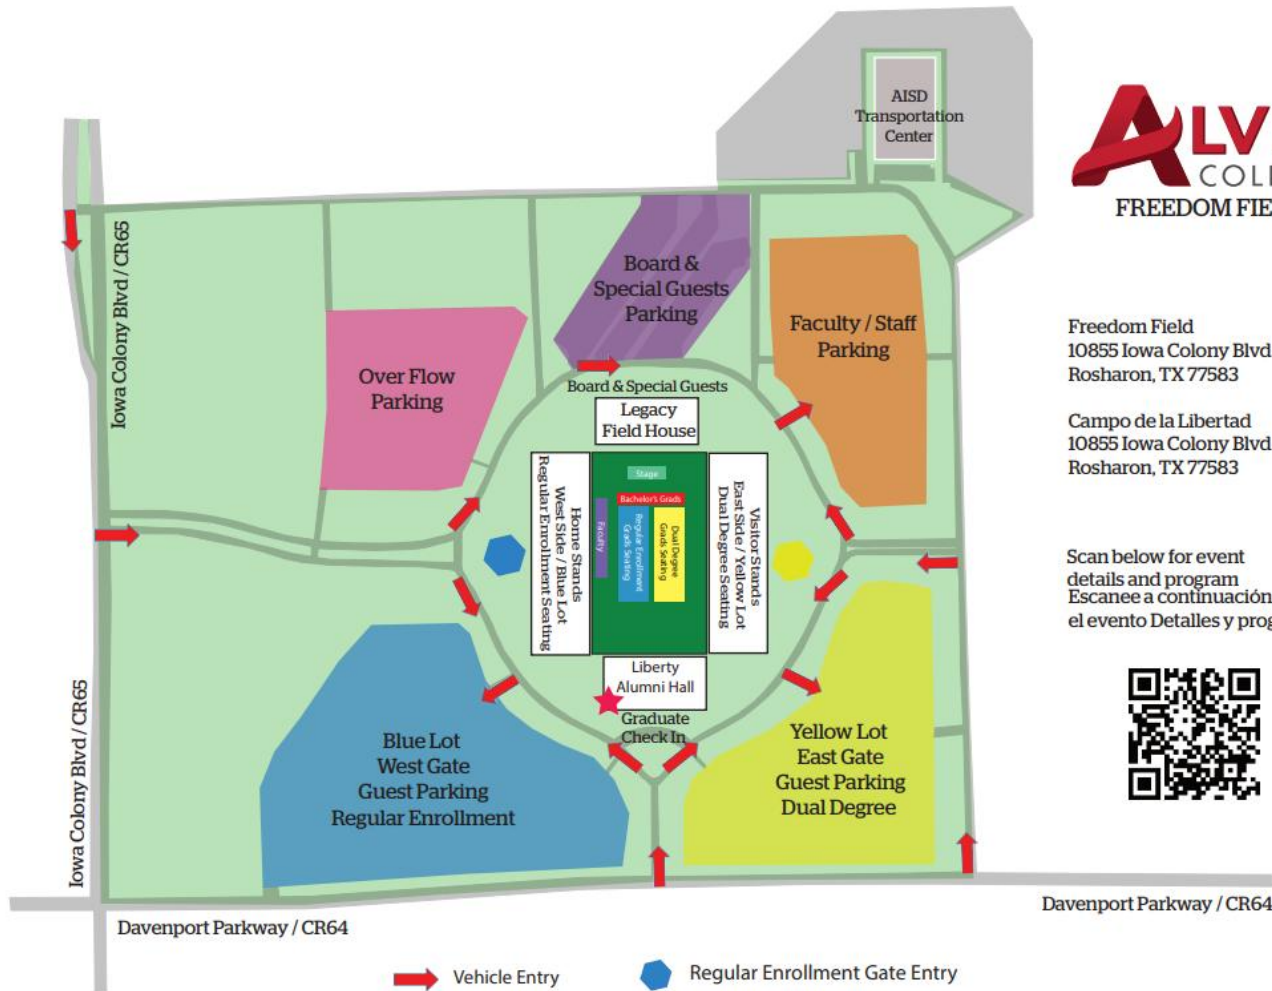 AISD
Transportation
Center
ALV
COLL
FREEDOM FIE
Iowa Colony Blvd / CR65
Board &
Special Guests
Parking
Faculty / Staff
Parking
Over Flow
Parking
Board & Special Guests
Legacy
Field House
Freedom Field
10855 Iowa Colony Blvd
Rosharon, TX 77583
Campo de la Libertad
10855 Iowa Colony Blvd
Rosharon, TX 77583
Stage
Bachelor's Grads
Faculty
Regular Enrollment
Grads Seating
Dual Degree
Grads Seating
Home Stands
West Side / Blue Lot
Regular Enrollment Seating
Visitor Stands
East Side / Yellow Lot
Dual Degree Seating
Scan below for event
details and program
Escanee a continuación
el evento Detalles y prog
Liberty
Alumni Hall
Graduate
Check In
Blue Lot
West Gate
Guest Parking
Regular Enrollment
Yellow Lot
East Gate
Guest Parking
Dual Degree
Iowa Colony Blvd / CR65
Davenport Parkway / CR64
Davenport Parkway / CR64
Vehicle Entry
Regular Enrollment Gate Entry